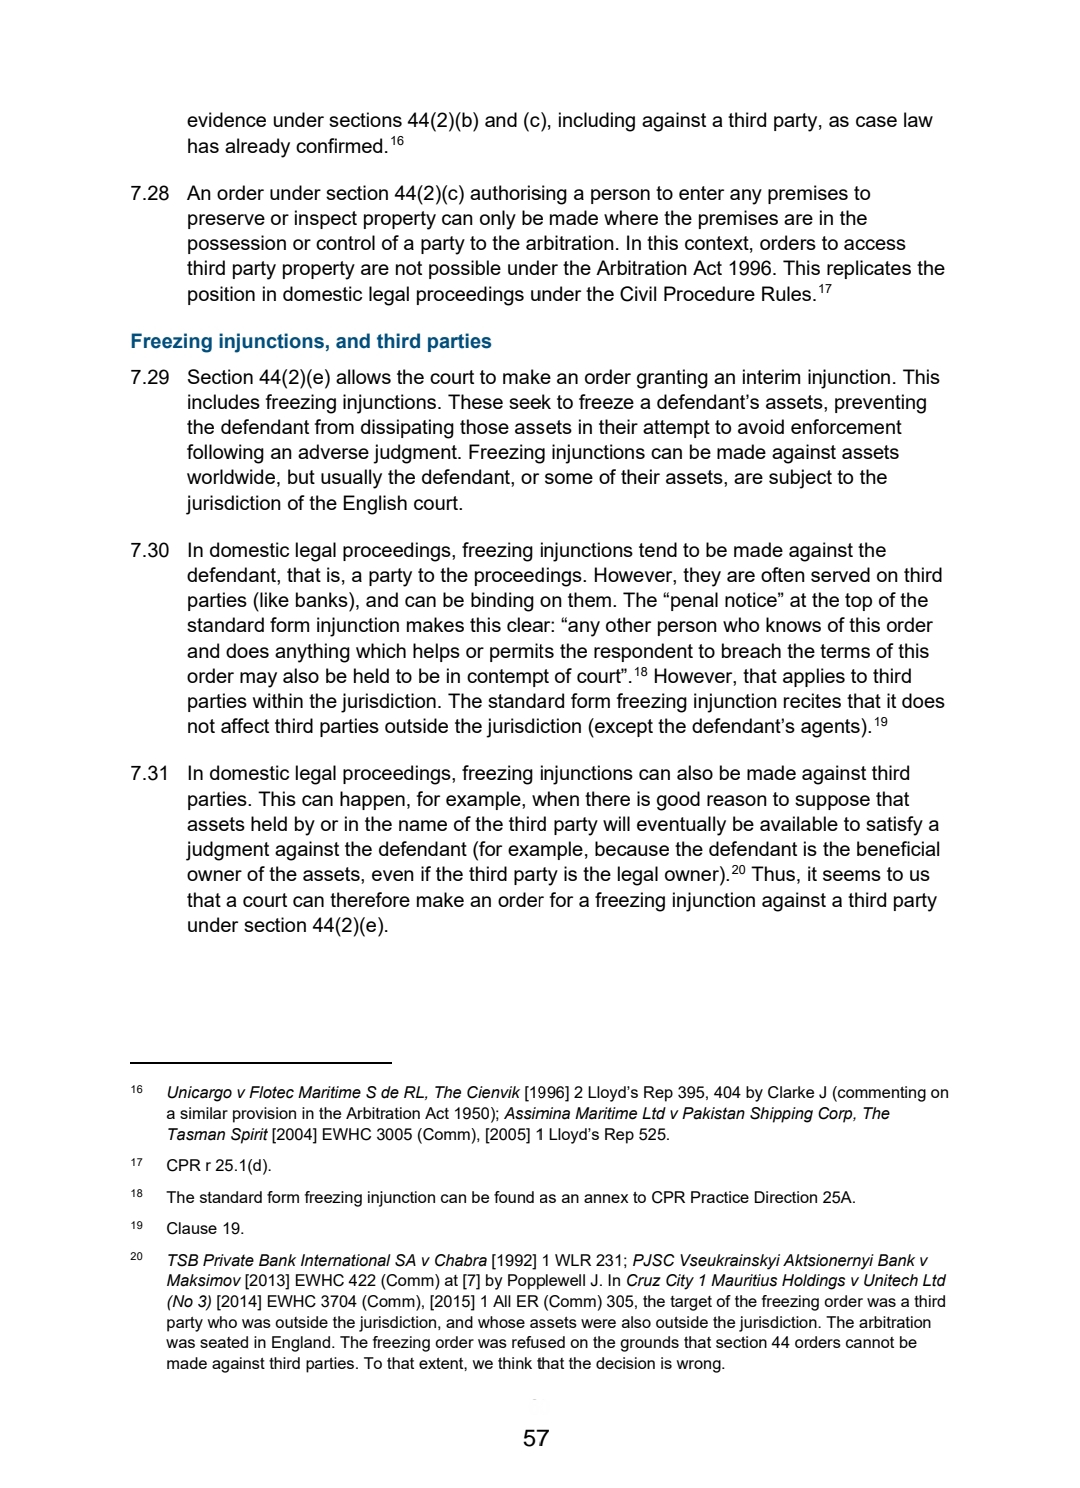 evidence under sections 44(2)(b) and (c), including against a third party, as case law
has already confirmed.16
7.28 An order under section 44(2)(c) authorising a person to enter any premises to
preserve or inspect property can only be made where the premises are in the
possession or control of a party to the arbitration. In this context, orders to access
third party property are not possible under the Arbitration Act 1996. This replicates the
position in domestic legal proceedings under the Civil Procedure Rules.17
Freezing injunctions, and third parties
7.29 Section 44(2)(e) allows the court to make an order granting an interim injunction. This
includes freezing injunctions. These seek to freeze a defendant’s assets, preventing
the defendant from dissipating those assets in their attempt to avoid enforcement
following an adverse judgment. Freezing injunctions can be made against assets
worldwide, but usually the defendant, or some of their assets, are subject to the
jurisdiction of the English court.
7.30 In domestic legal proceedings, freezing injunctions tend to be made against the
defendant, that is, a party to the proceedings. However, they are often served on third
parties (like banks), and can be binding on them. The “penal notice” at the top of the
standard form injunction makes this clear: “any other person who knows of this order
and does anything which helps or permits the respondent to breach the terms of this
order may also be held to be in contempt of court”.18 However, that applies to third
parties within the jurisdiction. The standard form freezing injunction recites that it does
not affect third parties outside the jurisdiction (except the defendant’s agents).19
7.31 In domestic legal proceedings, freezing injunctions can also be made against third
parties. This can happen, for example, when there is good reason to suppose that
assets held by or in the name of the third party will eventually be available to satisfy a
judgment against the defendant (for example, because the defendant is the beneficial
owner of the assets, even if the third party is the legal owner).20 Thus, it seems to us
that a court can therefore make an order for a freezing injunction against a third party
under section 44(2)(e).
16 Unicargo v Flotec Maritime S de RL, The Cienvik [1996] 2 Lloyd’s Rep 395, 404 by Clarke J (commenting on
a similar provision in the Arbitration Act 1950); Assimina Maritime Ltd v Pakistan Shipping Corp, The
Tasman Spirit [2004] EWHC 3005 (Comm), [2005] 1 Lloyd’s Rep 525.
17 CPR r 25.1(d).
18 The standard form freezing injunction can be found as an annex to CPR Practice Direction 25A.
19 Clause 19.
20 TSB Private Bank International SA v Chabra [1992] 1 WLR 231; PJSC Vseukrainskyi Aktsionernyi Bank v
Maksimov [2013] EWHC 422 (Comm) at [7] by Popplewell J. In Cruz City 1 Mauritius Holdings v Unitech Ltd
(No 3) [2014] EWHC 3704 (Comm), [2015] 1 All ER (Comm) 305, the target of the freezing order was a third
party who was outside the jurisdiction, and whose assets were also outside the jurisdiction. The arbitration
was seated in England. The freezing order was refused on the grounds that section 44 orders cannot be
made against third parties. To that extent, we think that the decision is wrong.
57